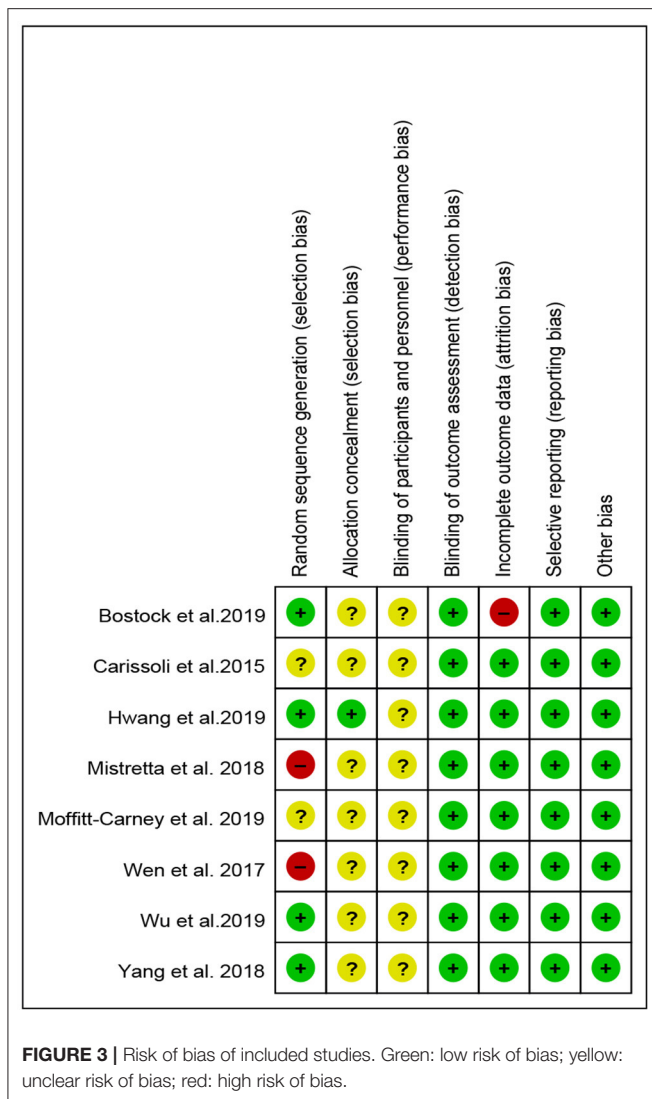 Random sequence generation (selection bias)
Allocation concealment (selection bias)
Blinding of participants and personnel (performance bias)
Blinding of outcome assessment (detection bias)
Incomplete outcome data (attrition bias)
Selective reporting (reporting bias)
Other bias
Bostock et al.2019 + ? ? + – + +
Carissoli et al.2015 ? ? ? + + + +
Hwang et al.2019 + + ? + + + +
Mistretta et al. 2018 – ? ? + + + +
Moffitt-Carney et al. 2019 ? ? ? + + + +
Wen et al. 2017 – ? ? + + + +
Wu et al.2019 + ? ? + + + +
Yang et al. 2018 + ? ? + + + +
FIGURE 3 | Risk of bias of included studies. Green: low risk of bias; yellow:
unclear risk of bias; red: high risk of bias.